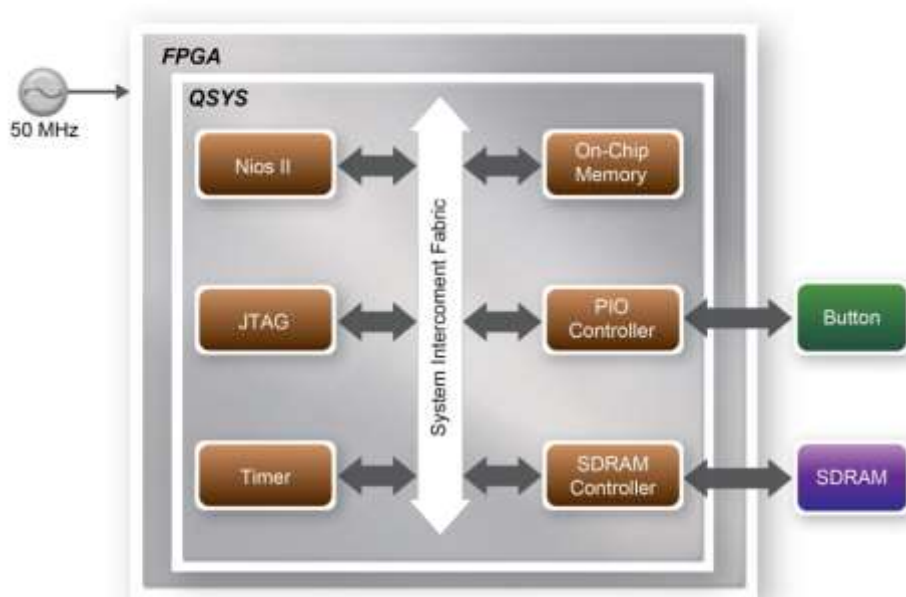 FPGA
QSYS
50 MHz
Nios II
On-Chip
Memory
System Intercoment Fabric
JTAG
PIO
Controller
Button
Timer
SDRAM
Controller
SDRAM